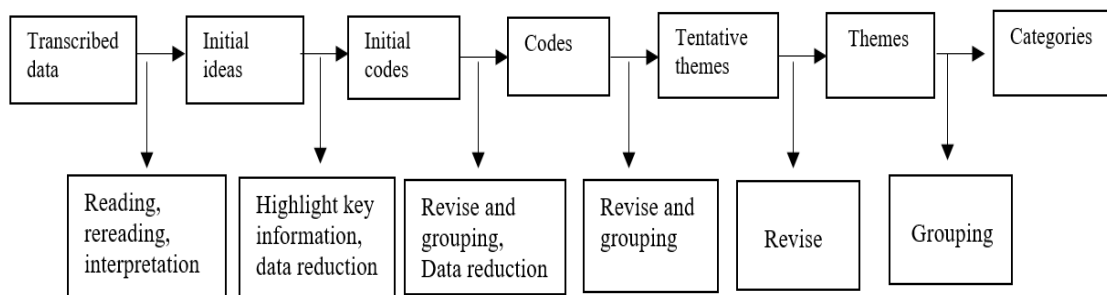 Transcribed
data
Initial
ideas
Initial
codes
Codes
Tentative
themes
Themes
Categories
Reading,
rereading,
interpretation
Highlight key
information,
data reduction
Revise and
grouping,
Data reduction
Revise and
grouping
Revise
Grouping